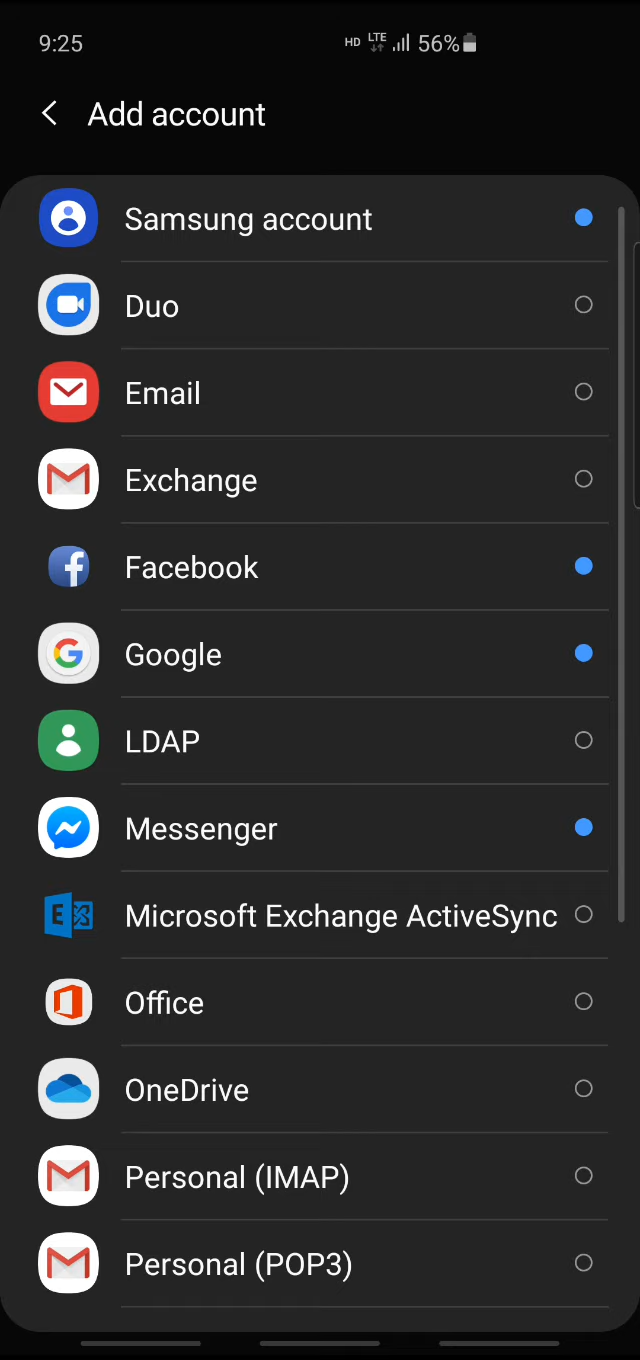 9:25
HD LTE 56%
Add account
Samsung account
Duo
Email
Exchange
Facebook
Google
LDAP
Messenger
Microsoft Exchange ActiveSync
Office
OneDrive
Personal (IMAP)
Personal (POP3)